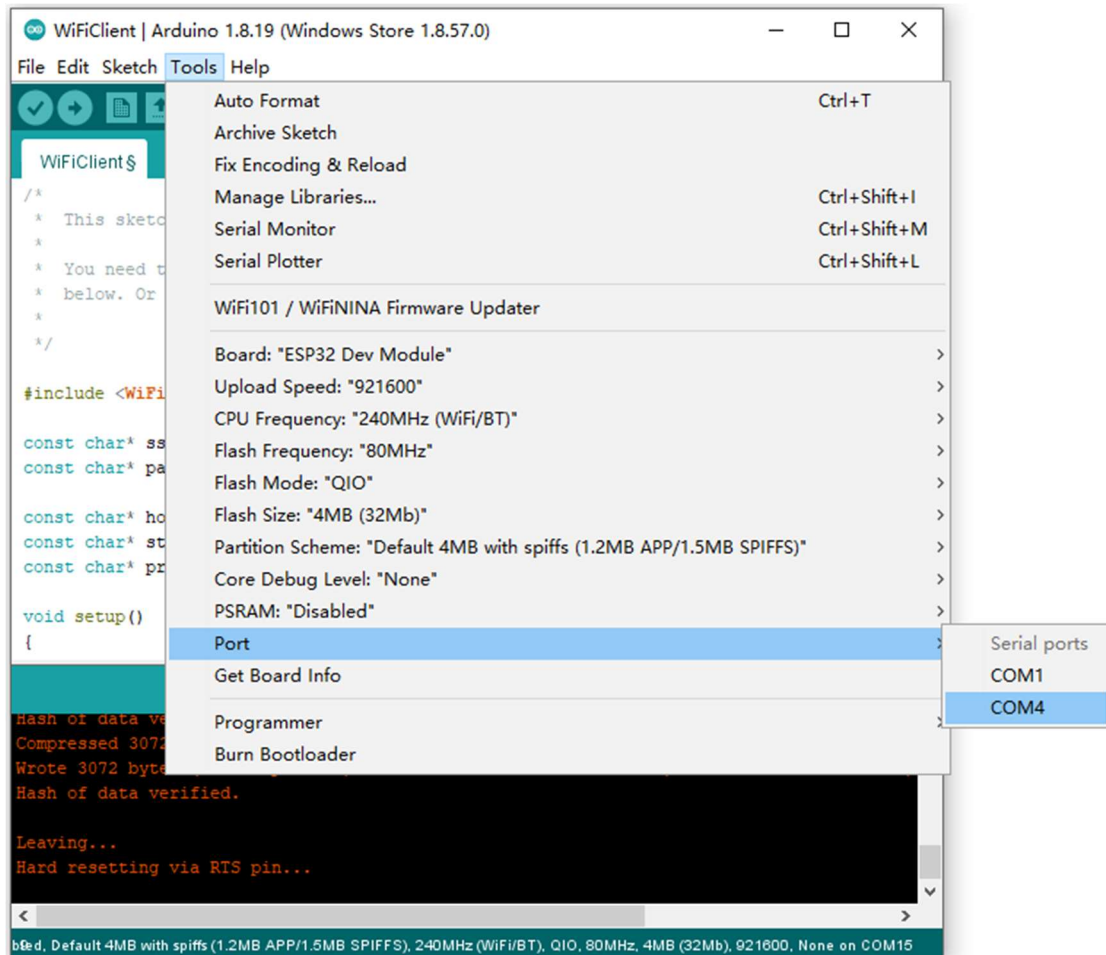 WiFiClient | Arduino 1.8.19 (Windows Store 1.8.57.0)
File Edit Sketch Tools Help
WiFiClient §
/*
* This sketc
*
* You need t
* below. Or
*
*/
#include <WiFi
const char* ss
const char* pa
const char* ho
const char* st
const char* pr
void setup()
{
Auto Format Ctrl+T
Archive Sketch
Fix Encoding & Reload
Manage Libraries... Ctrl+Shift+I
Serial Monitor Ctrl+Shift+M
Serial Plotter Ctrl+Shift+L
WiFi101 / WiFiNINA Firmware Updater
Board: "ESP32 Dev Module"
Upload Speed: "921600"
CPU Frequency: "240MHz (WiFi/BT)"
Flash Frequency: "80MHz"
Flash Mode: "QIO"
Flash Size: "4MB (32Mb)"
Partition Scheme: "Default 4MB with spiffs (1.2MB APP/1.5MB SPIFFS)"
Core Debug Level: "None"
PSRAM: "Disabled"
Port
Get Board Info
Programmer
Burn Bootloader
Serial ports
COM1
COM4
Hash of data ve
Compressed 3072
Wrote 3072 byte
Hash of data verified.
Leaving...
Hard resetting via RTS pin...
Default 4MB with spiffs (1.2MB APP/1.5MB SPIFFS), 240MHz (WiFi/BT), QIO, 80MHz, 4MB (32Mb), 921600, None on COM15